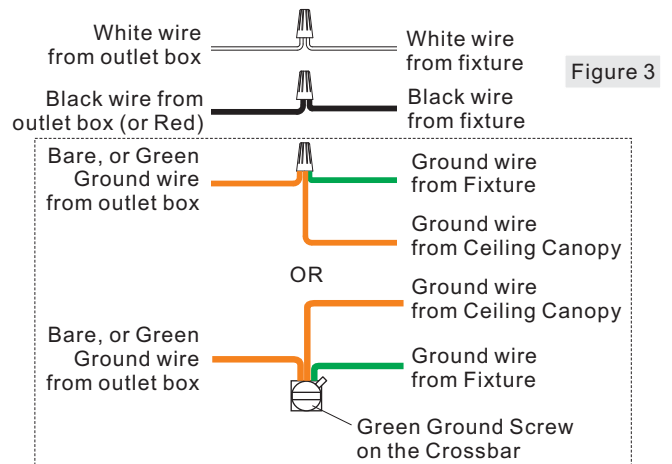 White wire
from outlet box
White wire
from fixture
Figure 3
Black wire from
outlet box (or Red)
Black wire
from fixture
Bare, or Green
Ground wire
from outlet box
Ground wire
from Fixture
Ground wire
from Ceiling Canopy
OR
Ground wire
from Ceiling Canopy
Bare, or Green
Ground wire
from outlet box
Ground wire
from Fixture
Green Ground Screw
on the Crossbar